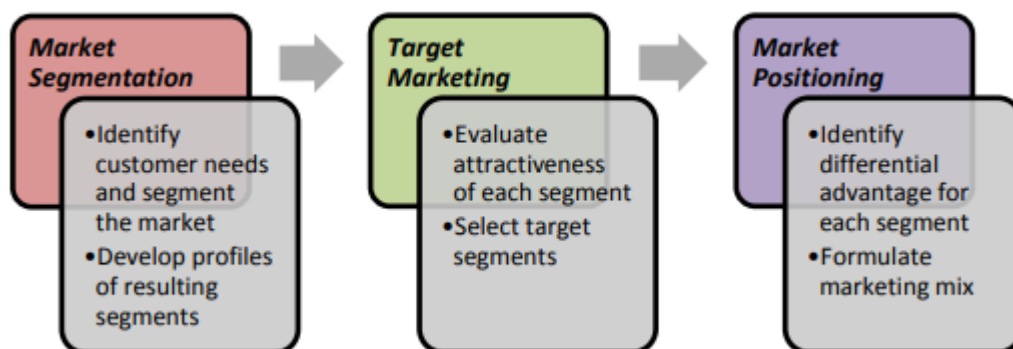 Market
Segmentation
•Identify
customer needs
and segment
the market
•Develop profiles
of resulting
segments
Target
Marketing
•Evaluate
attractiveness
of each segment
•Select target
segments
Market
Positioning
•Identify
differential
advantage for
each segment
•Formulate
marketing mix